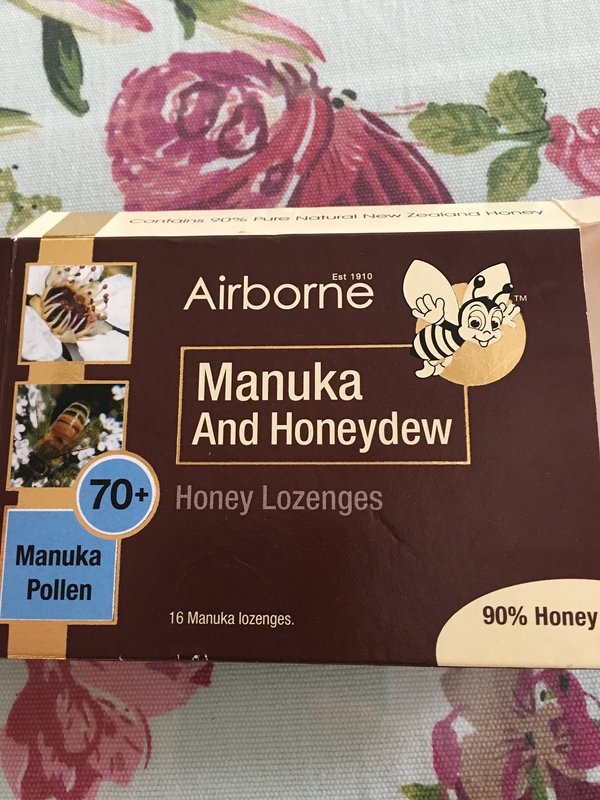 Contains 90% Pure Natural New Zealand Honey
Est 1910
Airborne
TM
Manuka
And Honeydew
70+
Honey Lozenges
Manuka
Pollen
16 Manuka lozenges.
90% Honey